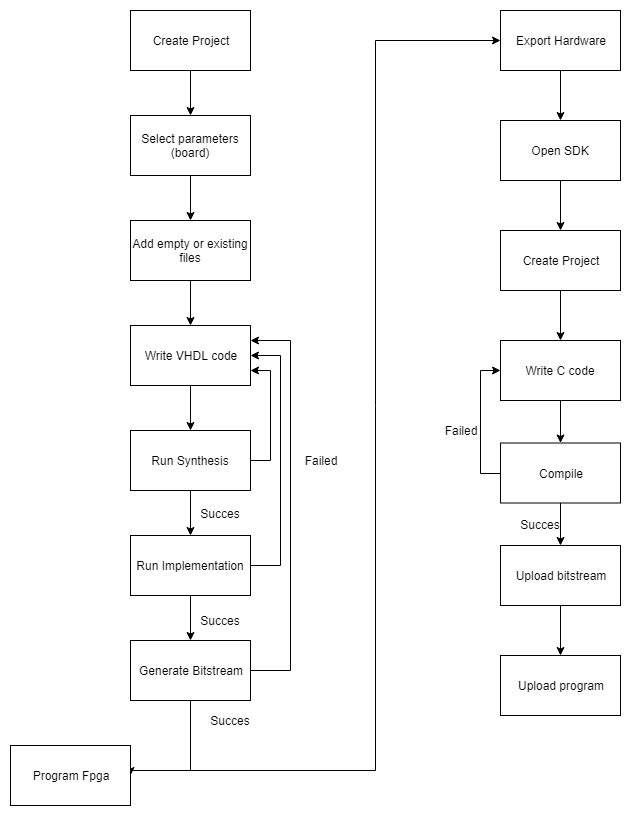 Create Project
Select parameters
(board)
Add empty or existing
files
Write VHDL code
Run Synthesis
Failed
Succes
Run Implementation
Succes
Generate Bitstream
Succes
Program Fpga
Export Hardware
Open SDK
Create Project
Write C code
Failed
Compile
Succes
Upload bitstream
Upload program